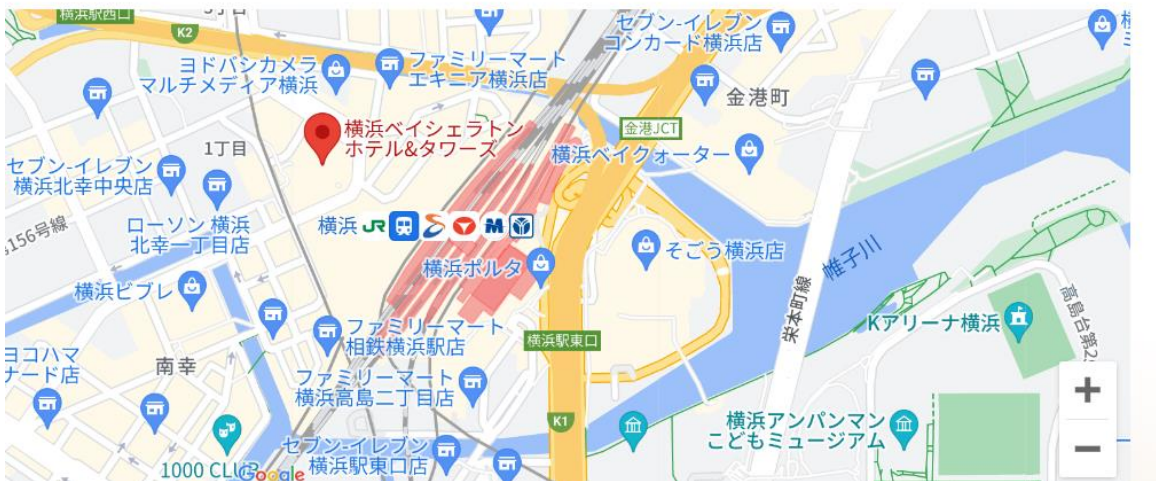 横浜駅西口
K2
セブン-イレブン
コンカード横浜店
ヨドバシカメラ
マルチメディア横浜
ファミリーマート
エキニア横浜店
金港町
金港JCT
横浜ベイシェラトン
ホテル&タワーズ
1丁目
横浜ベイクォーター
セブン-イレブン
横浜北幸中央店
ローソン 横浜
北幸一丁目店
156号線
横浜
JR
横浜ポルタ
そごう横浜店
帷子川
横浜ビブレ
栄本町線
Kアリーナ横浜
高島台第2
ファミリーマート
相鉄横浜駅店
横浜駅東口
ヨコハマ
ナード店
南幸
ファミリーマート
横浜高島二丁目店
K1
横浜アンパンマン
こどもミュージアム
セブン-イレブン
横浜駅東口店
1000 CLUB
Google
+
−